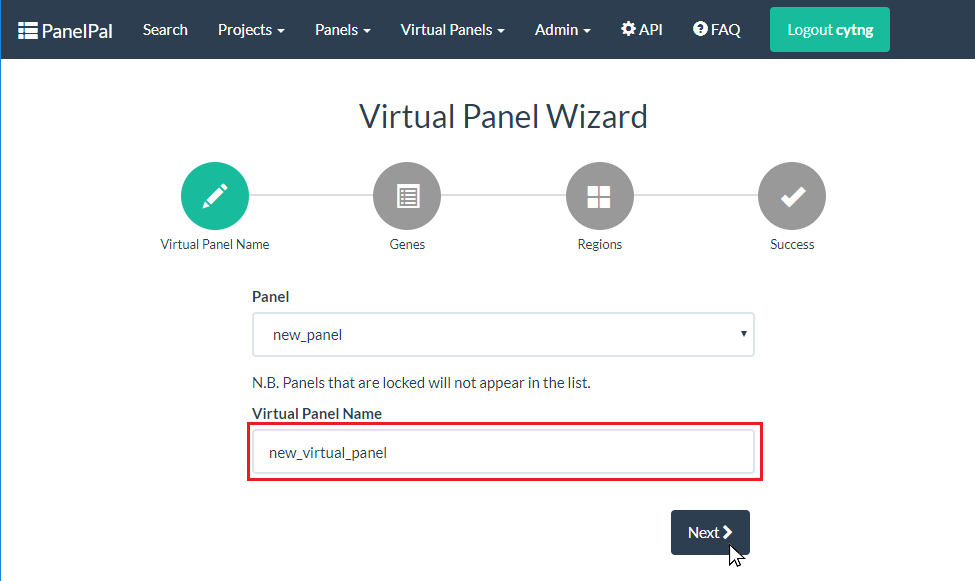 PanelPal Search Projects Panels Virtual Panels Admin API FAQ Logout cytng
Virtual Panel Wizard
Virtual Panel Name Genes Regions Success
Panel
new_panel
N.B. Panels that are locked will not appear in the list.
Virtual Panel Name
new_virtual_panel
Next